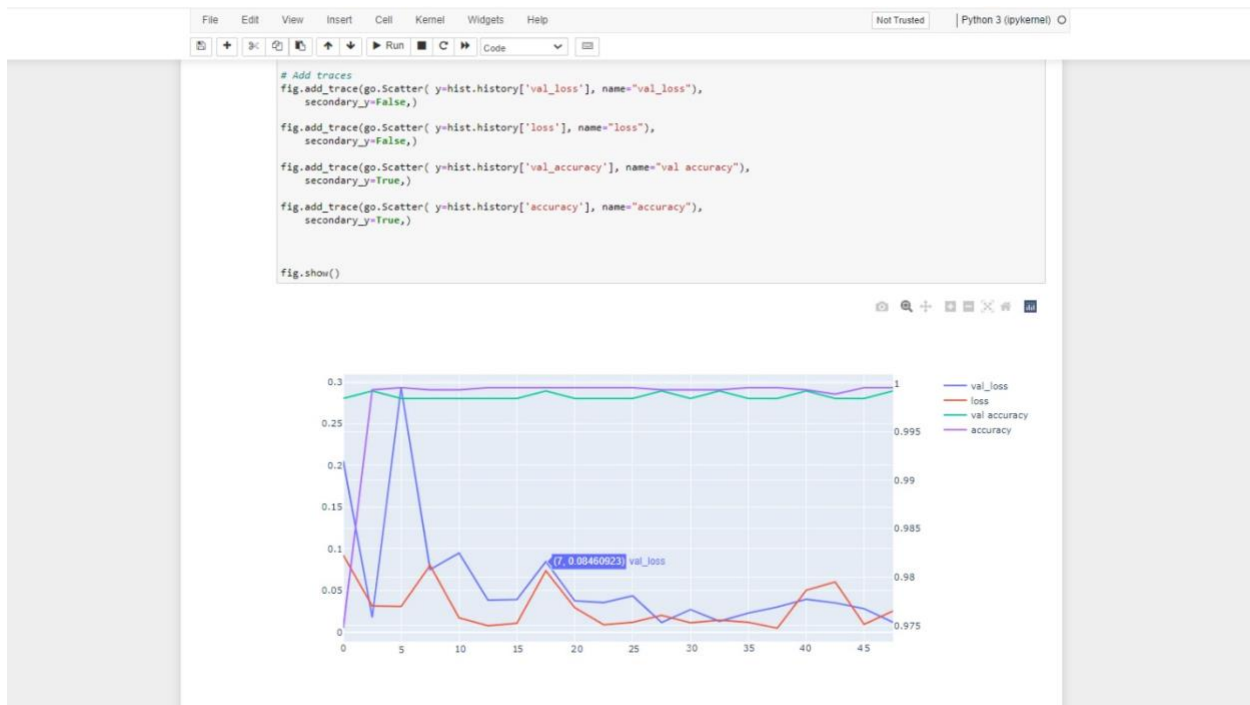 File Edit View Insert Cell Kernel Widgets Help Not Trusted Python 3 (ipykernel)
Run Code
# Add traces
fig.add_trace(go.Scatter( y=hist.history['val_loss'], name="val_loss"),
secondary_y=False,)
fig.add_trace(go.Scatter( y=hist.history['loss'], name="loss"),
secondary_y=False,)
fig.add_trace(go.Scatter( y=hist.history['val_accuracy'], name="val accuracy"),
secondary_y=True,)
fig.add_trace(go.Scatter( y=hist.history['accuracy'], name="accuracy"),
secondary_y=True,)
fig.show()
0.3
0.25
0.2
0.15
0.1
0.05
0
(7, 0.08460923) val_loss
1
0.995
0.99
0.985
0.98
0.975
0 5 10 15 20 25 30 35 40 45
val_loss
loss
val accuracy
accuracy